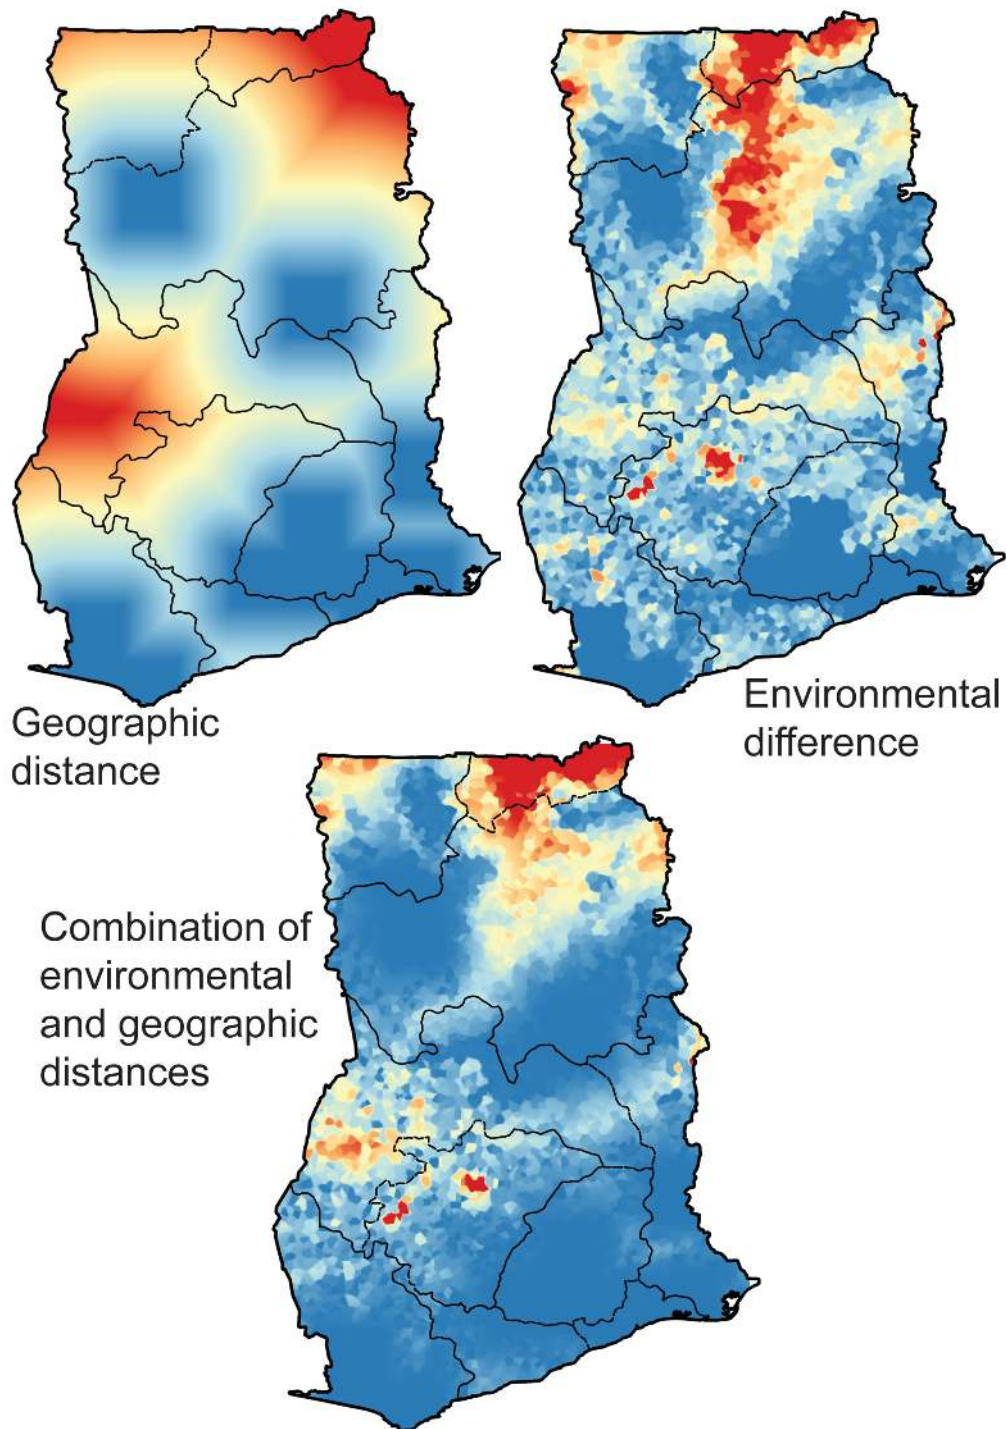 Geographic
distance
Environmental
difference
Combination of
environmental
and geographic
distances